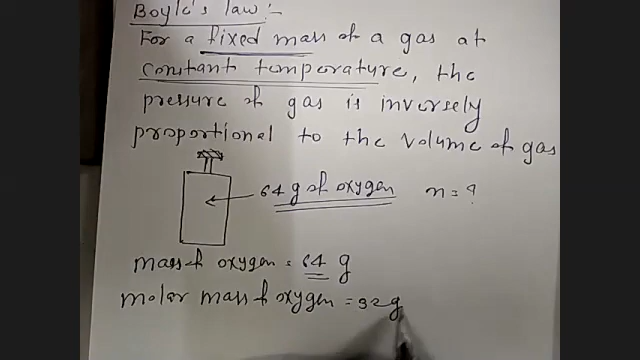 Boyle's law :-
For a fixed mass of a gas at
constant temperature, the
pressure of gas is inversely
proportional to the volume of gas
64 g of oxygen n = ?
mass of oxygen = 64 g
molar mass of oxygen = 32g